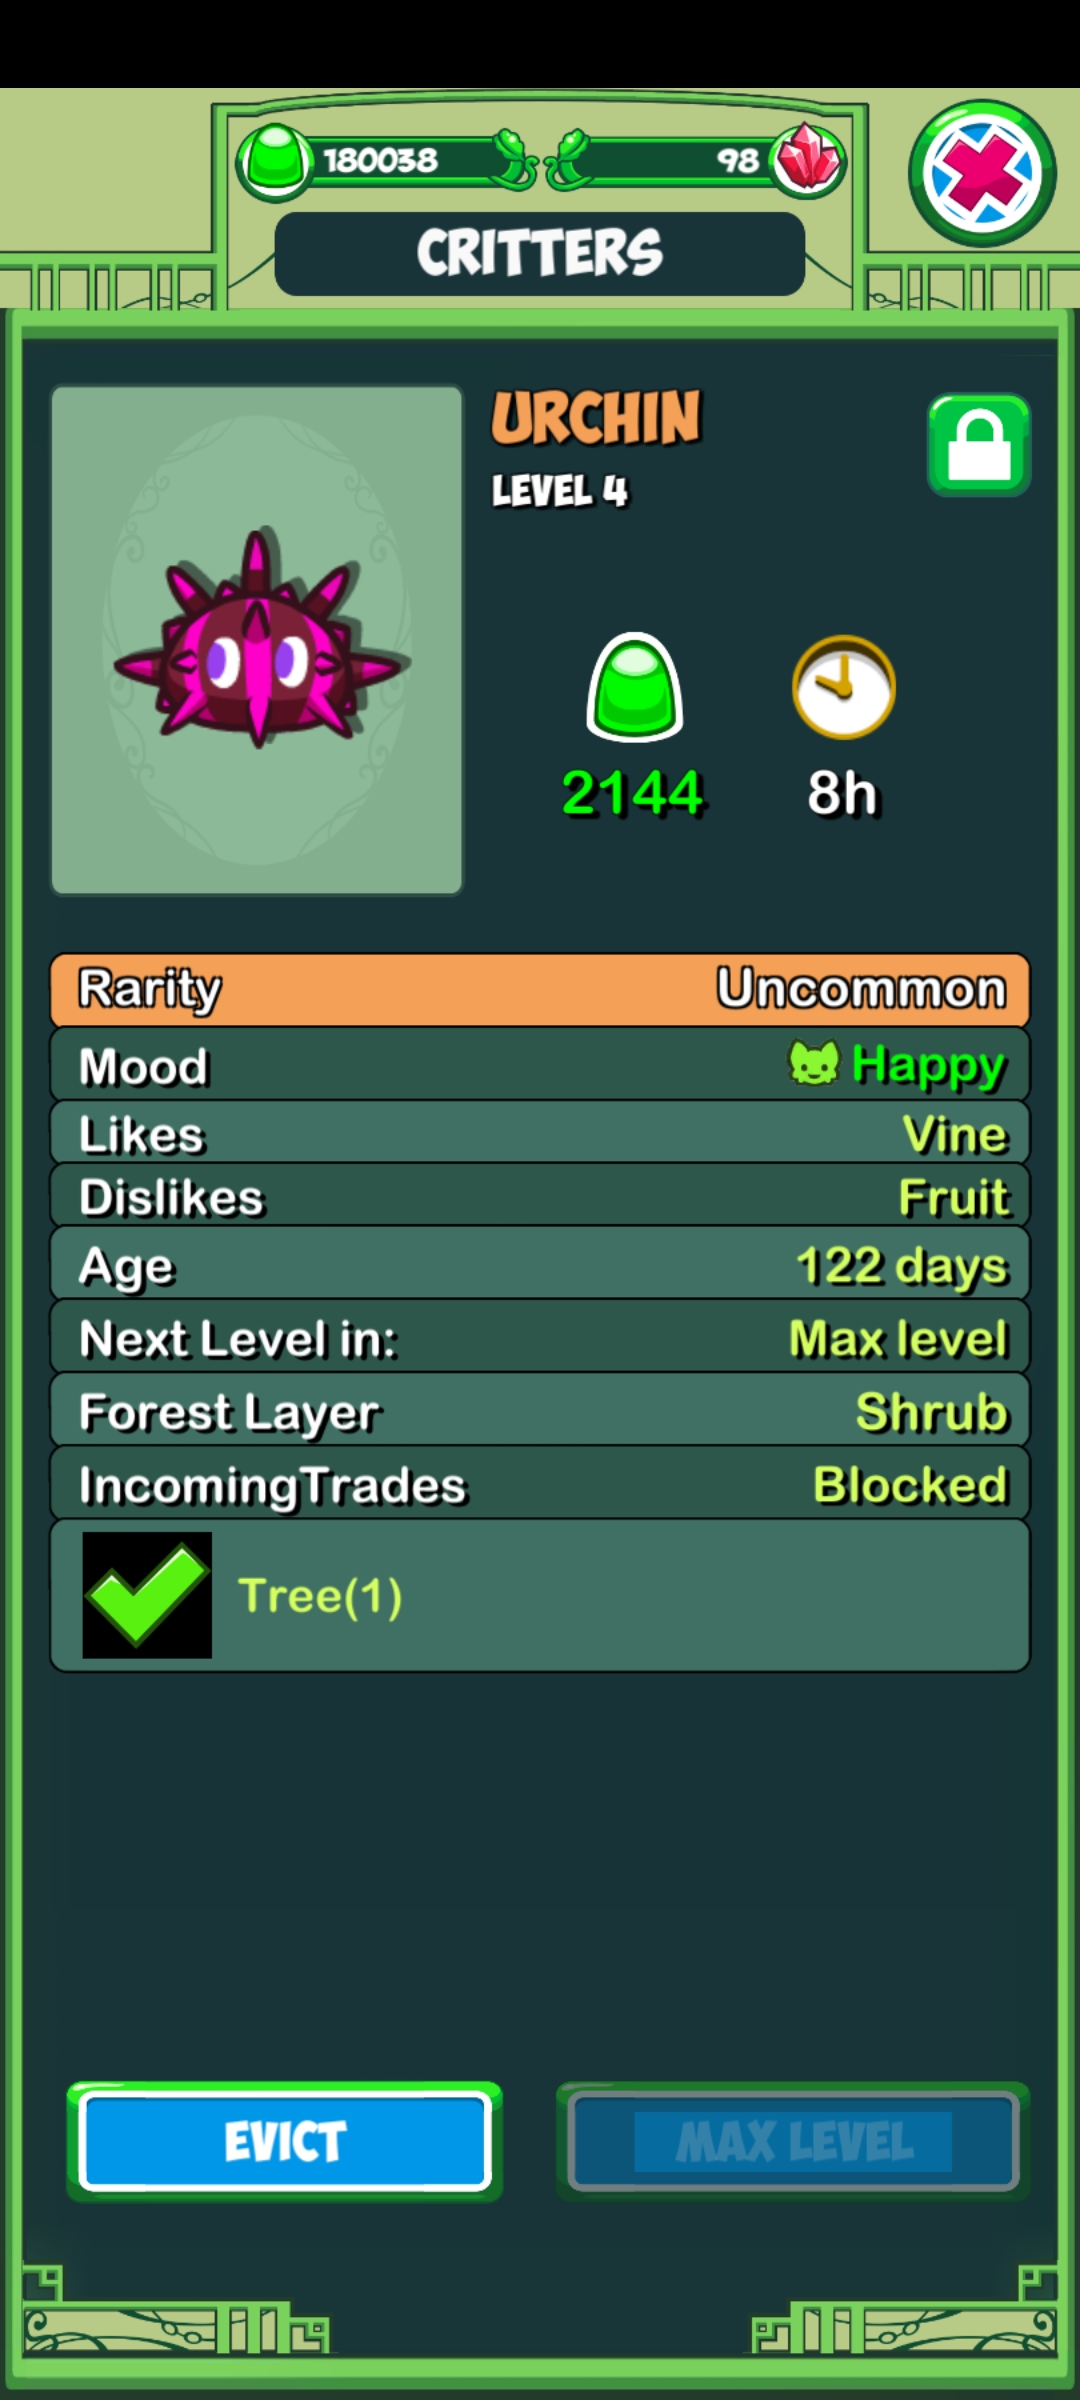 180038
98
CRITTERS
URCHIN
LEVEL 4
2144
8h
Rarity Uncommon
Mood Happy
Likes Vine
Dislikes Fruit
Age 122 days
Next Level in: Max level
Forest Layer Shrub
IncomingTrades Blocked
Tree(1)
EVICT
MAX LEVEL